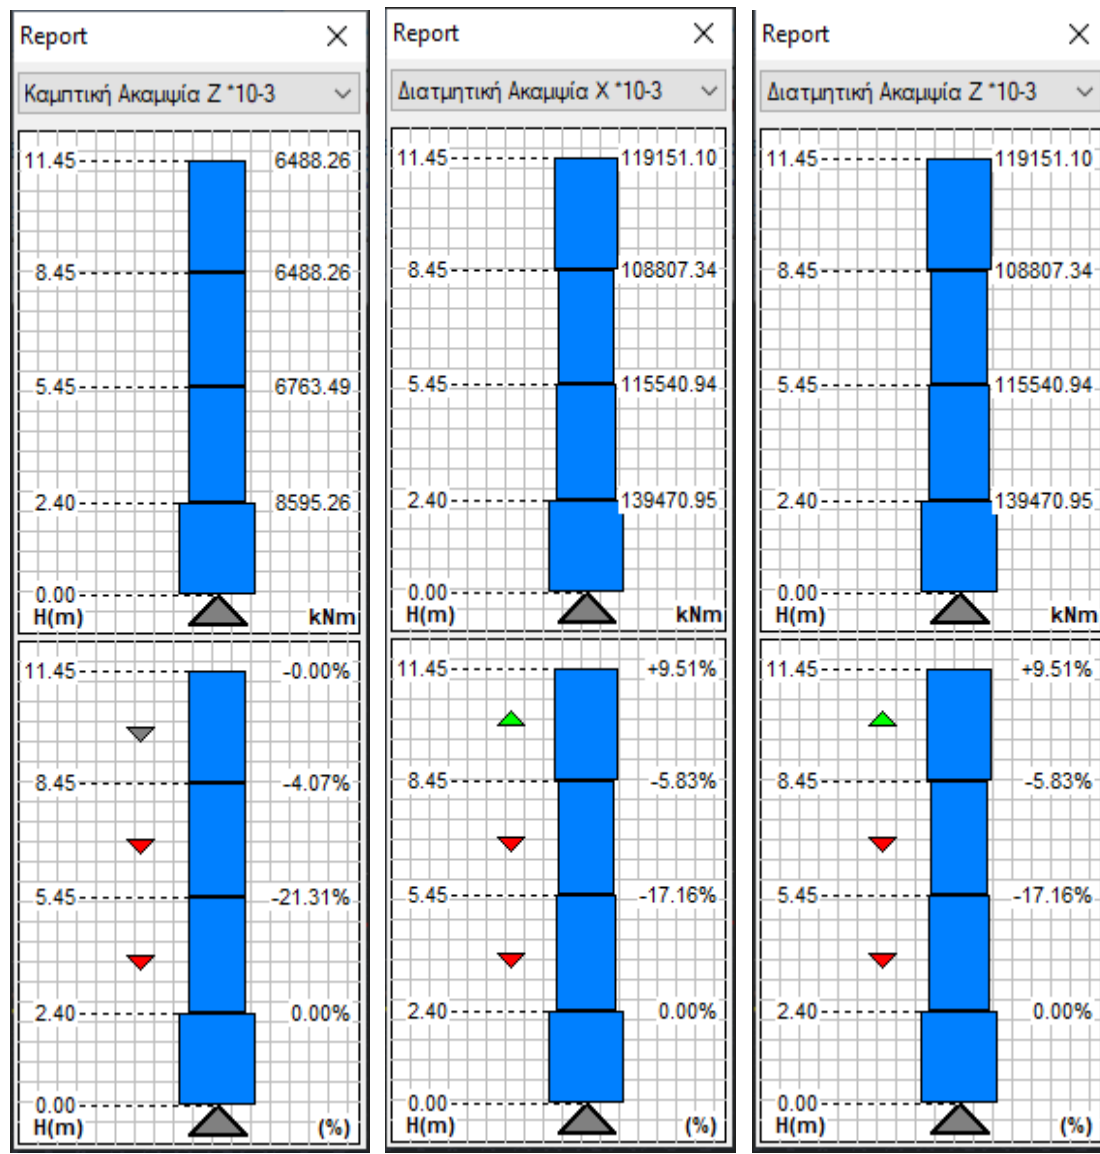 Report
Καμπτική Ακαμψία Z *10-3
11.45 6488.26
8.45 6488.26
5.45 6763.49
2.40 8595.26
0.00
H(m) kNm
11.45 -0.00%
8.45 -4.07%
5.45 -21.31%
2.40 0.00%
0.00
H(m) (%)
Report
Διατμητική Ακαμψία X *10-3
11.45 119151.10
8.45 108807.34
5.45 115540.94
2.40 139470.95
0.00
H(m) kNm
11.45 +9.51%
8.45 -5.83%
5.45 -17.16%
2.40 0.00%
0.00
H(m) (%)
Report
Διατμητική Ακαμψία Z *10-3
11.45 119151.10
8.45 108807.34
5.45 115540.94
2.40 139470.95
0.00
H(m) kNm
11.45 +9.51%
8.45 -5.83%
5.45 -17.16%
2.40 0.00%
0.00
H(m) (%)